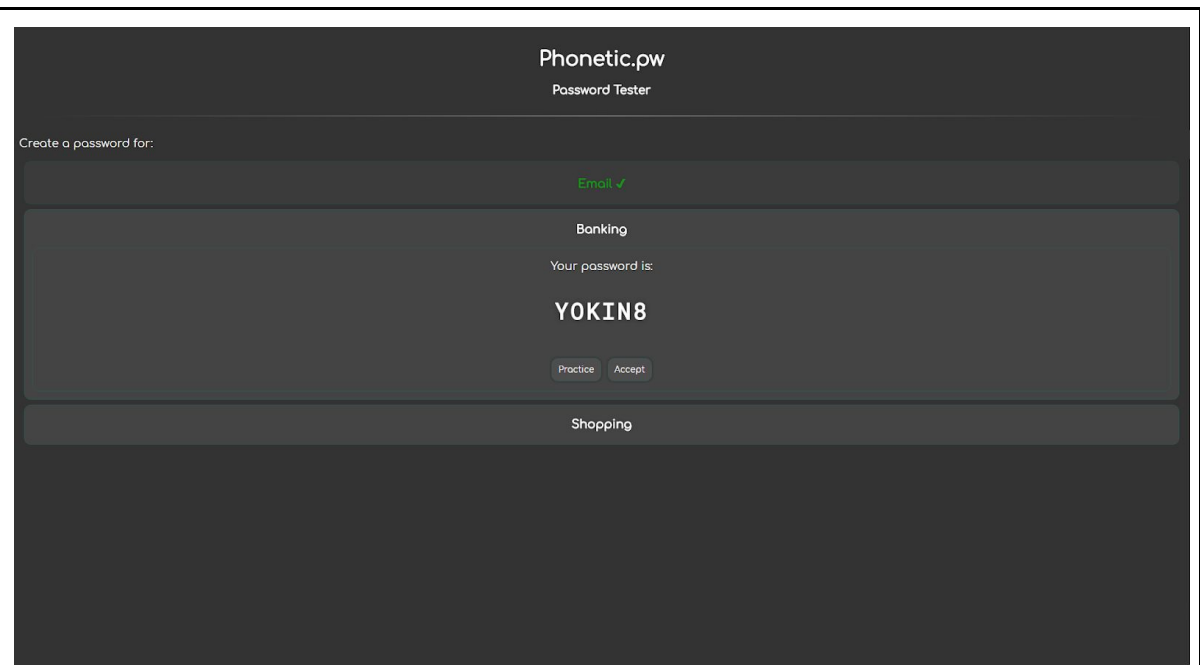 Phonetic.pw
Password Tester
Create a password for:
Email ✓
Banking
Your password is:
YOKIN8
Practice Accept
Shopping